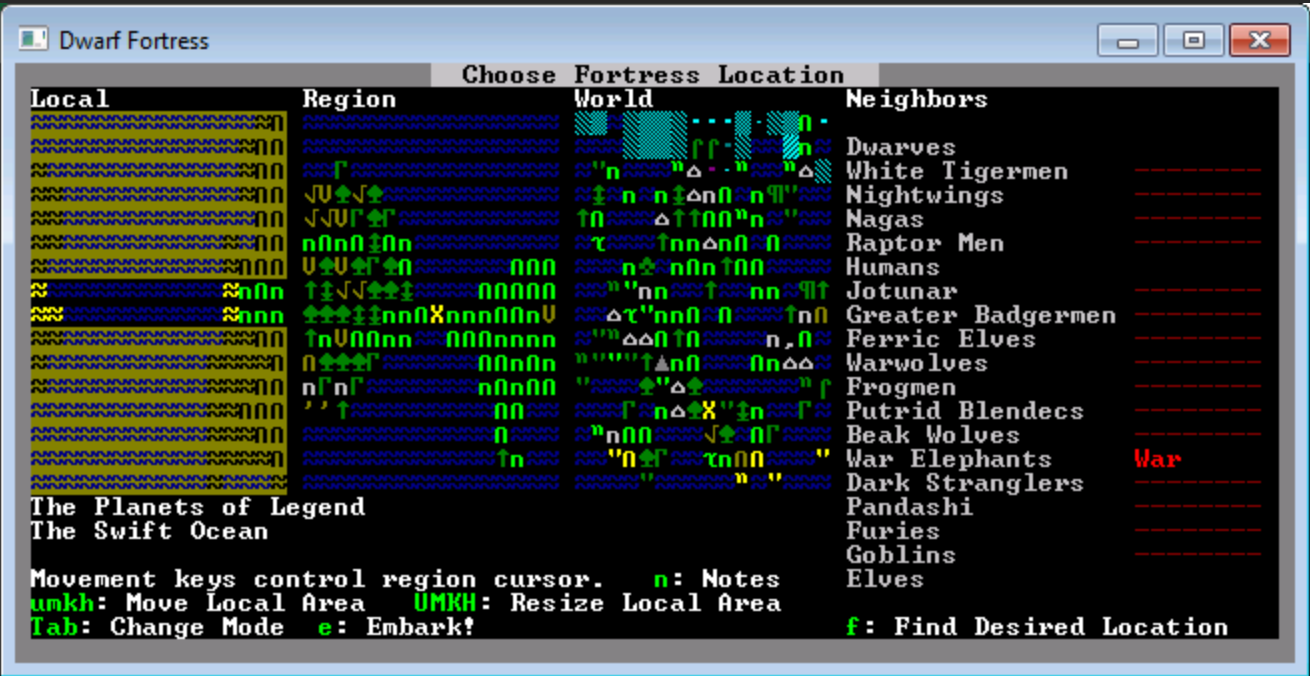 Dwarf Fortress
Choose Fortress Location
Local
Region
World
Neighbors
Dwarves
White Tigermen --------
Nightwings --------
Nagas --------
Raptor Men --------
Humans
Jotunar --------
Greater Badgermen --------
Ferric Elves --------
Warwolves --------
Frogmen --------
Putrid Blendecs --------
Beak Wolves --------
War Elephants War
Dark Stranglers --------
Pandashi --------
Furies --------
Goblins --------
Elves
The Planets of Legend
The Swift Ocean
Movement keys control region cursor. n: Notes
umkh: Move Local Area UMKH: Resize Local Area
Tab: Change Mode e: Embark!
f: Find Desired Location